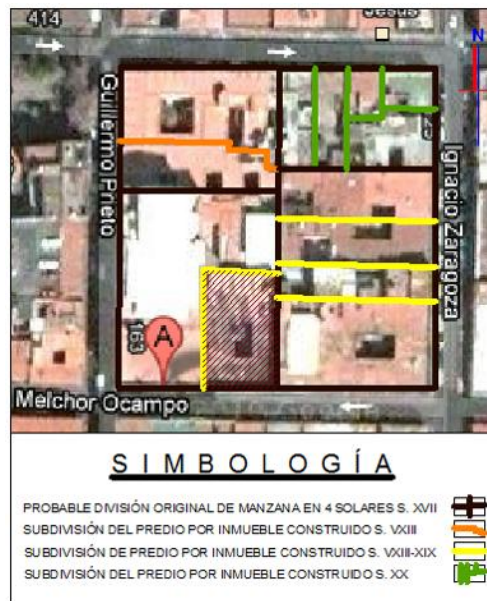 414
Jesús
N
Guillermo Prieto
Ignacio Zaragoza
163
A
Melchor Ocampo
SIMBOLOGÍA
PROBABLE DIVISIÓN ORIGINAL DE MANZANA EN 4 SOLARES S. XVII
SUBDIVISIÓN DEL PREDIO POR INMUEBLE CONSTRUIDO S. VXIII
SUBDIVISIÓN DE PREDIO POR INMUEBLE CONSTRUIDO S. VXIII-XIX
SUBDIVISIÓN DEL PREDIO POR INMUEBLE CONSTRUIDO S. XX